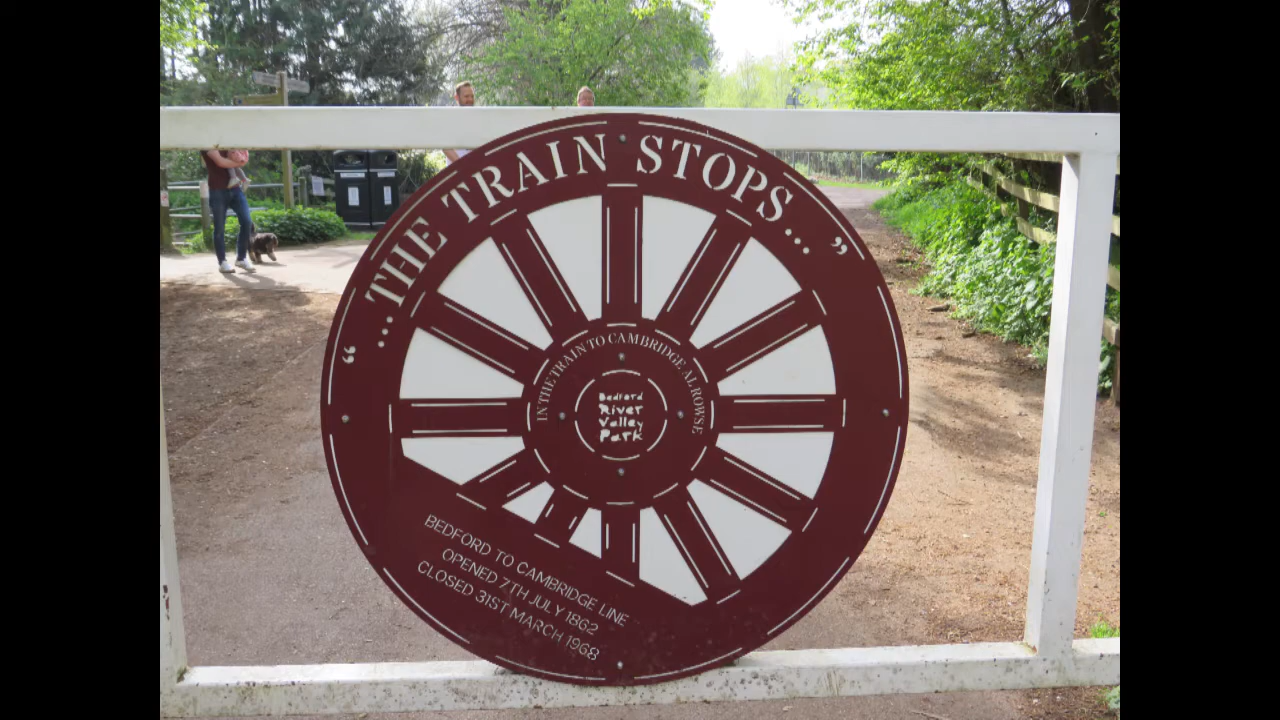 “ ...THE TRAIN STOPS... ”
IN THE TRAIN TO CAMBRIDGE AL ROWSE
Bedford
River
Valley
Park
BEDFORD TO CAMBRIDGE LINE
OPENED 7TH JULY 1862
CLOSED 31ST MARCH 1968